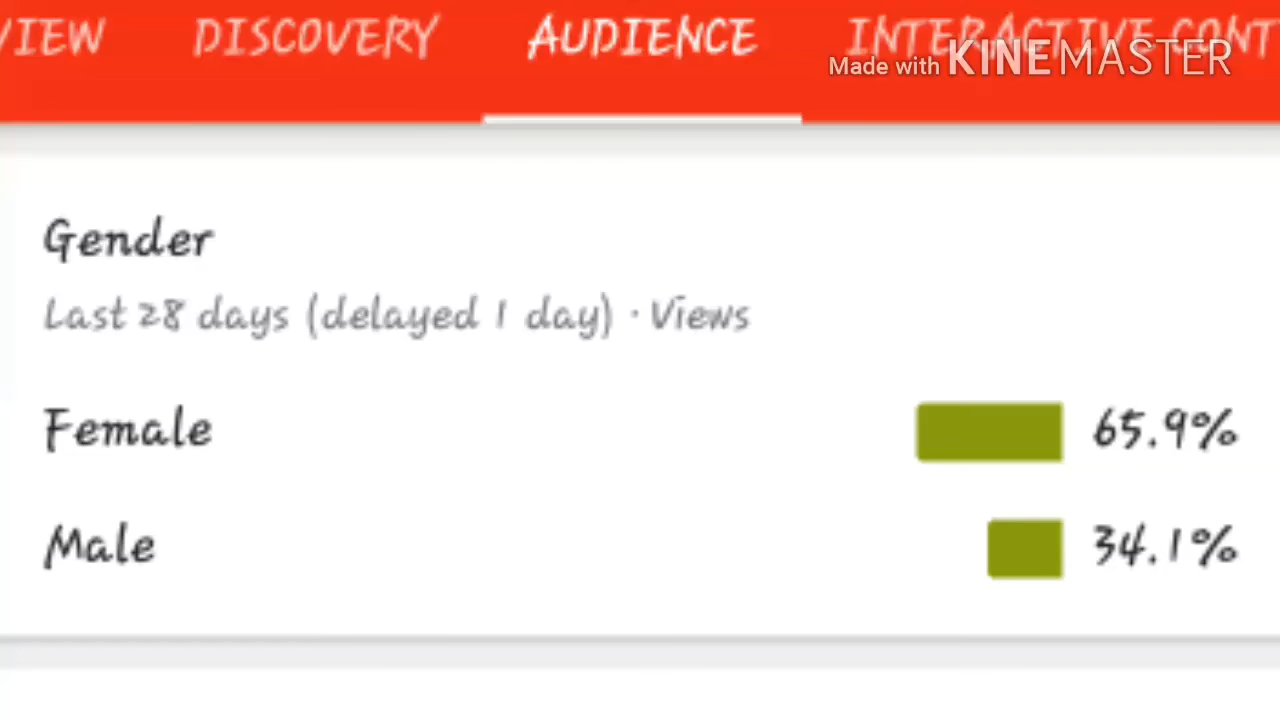 VIEW DISCOVERY AUDIENCE INTERACTIVE CONT
Made with KINEMASTER
Gender
Last 28 days (delayed 1 day) · Views
Female 65.9%
Male 34.1%